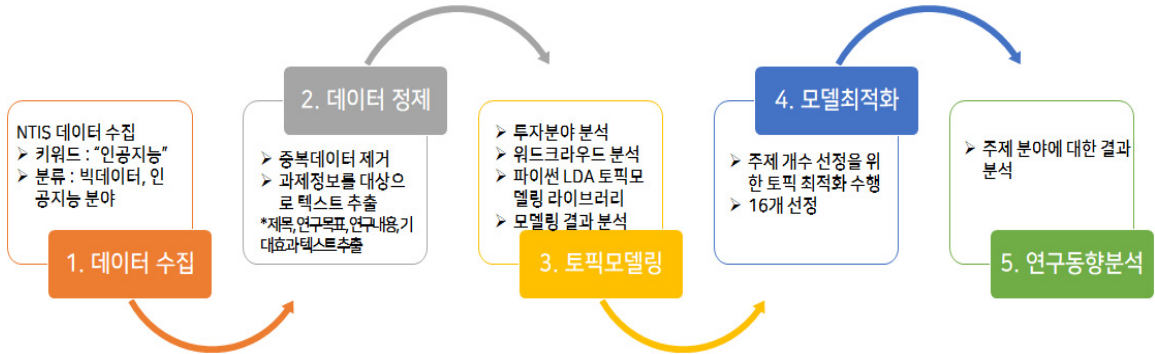 NTIS 데이터 수집
➢ 키워드 : “인공지능”
➢ 분류 : 빅데이터, 인
공지능 분야
1. 데이터 수집
2. 데이터 정제
➢ 중복데이터 제거
➢ 과제정보를 대상으
로 텍스트 추출
*제목,연구목표,연구내용,기
대효과텍스트추출
➢ 투자분야 분석
➢ 워드크라우드 분석
➢ 파이썬 LDA 토픽모
델링 라이브러리
➢ 모델링 결과 분석
3. 토픽모델링
4. 모델최적화
➢ 주제 개수 선정을 위
한 토픽 최적화 수행
➢ 16개 선정
➢ 주제 분야에 대한 결과
분석
5. 연구동향분석